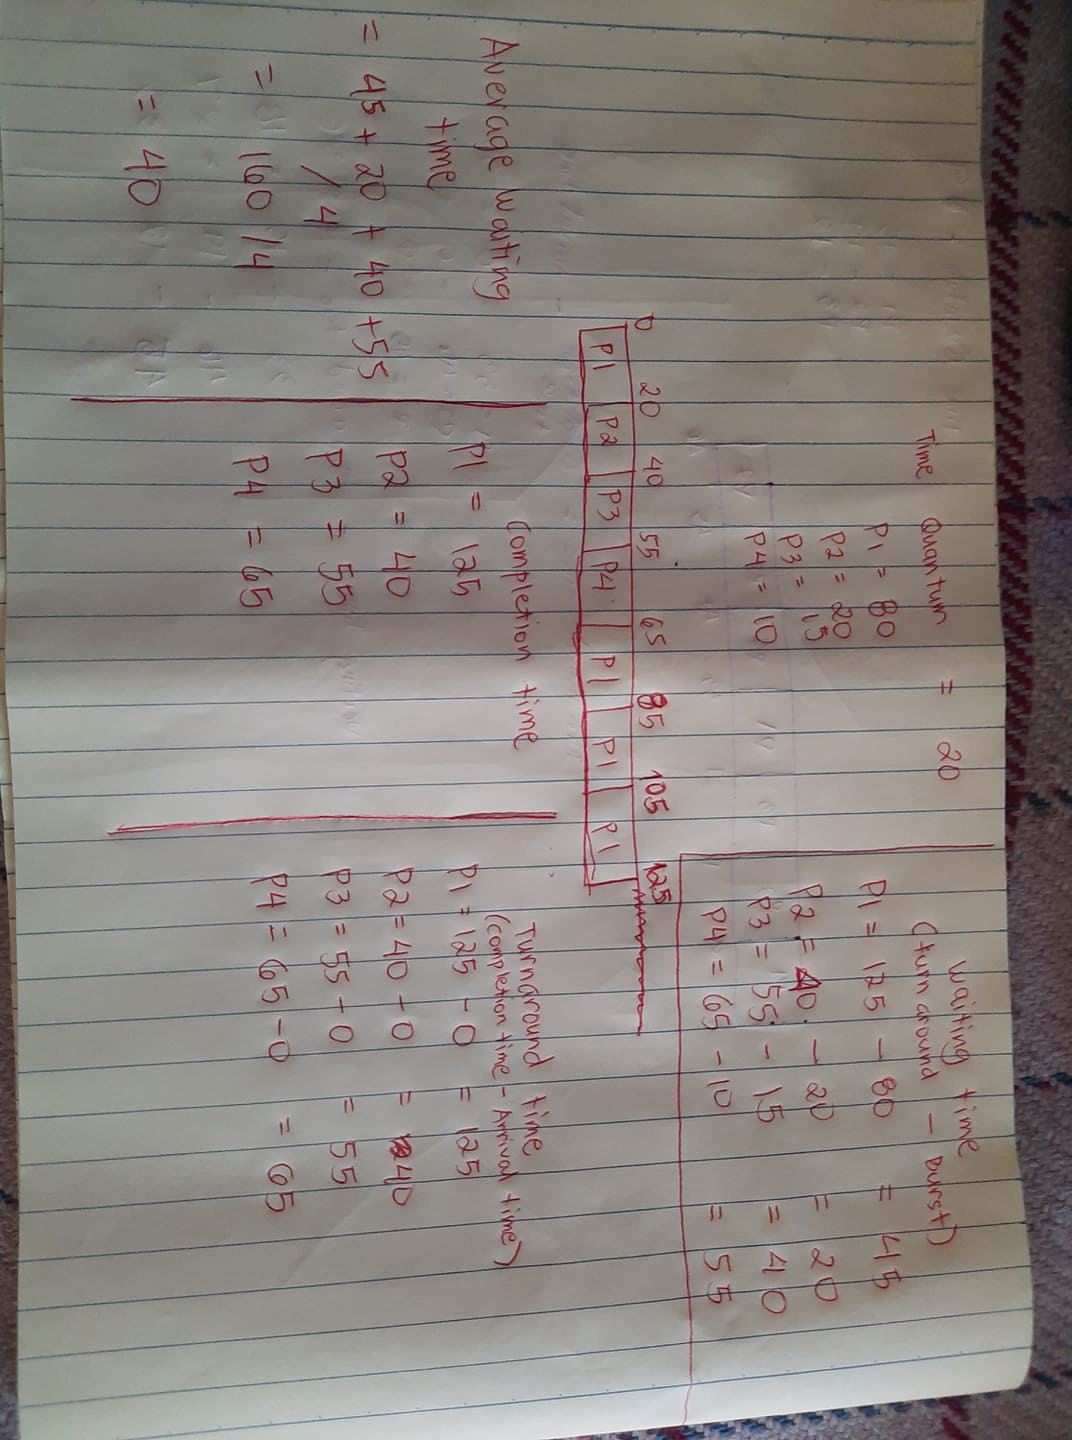 Time Quantum = 20
P1 = 80
P2 = 20
P3 = 15
P4 = 10
Waiting time
(turn around - Burst)
P1 = 125 - 80 = 45
P2 = 40 - 20 = 20
P3 = 55 - 15 = 40
P4 = 65 - 10 = 55
0 20 40 55 65 85 105 125
P1 P2 P3 P4 P1 P1 P1
Average waiting
time
= 45 + 20 + 40 + 55
/ 4
= 160 / 4
= 40
Completion time
P1 = 125
P2 = 40
P3 = 55
P4 = 65
Turnground time
(completion time - Arrival time)
P1 = 125 - 0 = 125
P2 = 40 - 0 = 40
P3 = 55 - 0 = 55
P4 = 65 - 0 = 65